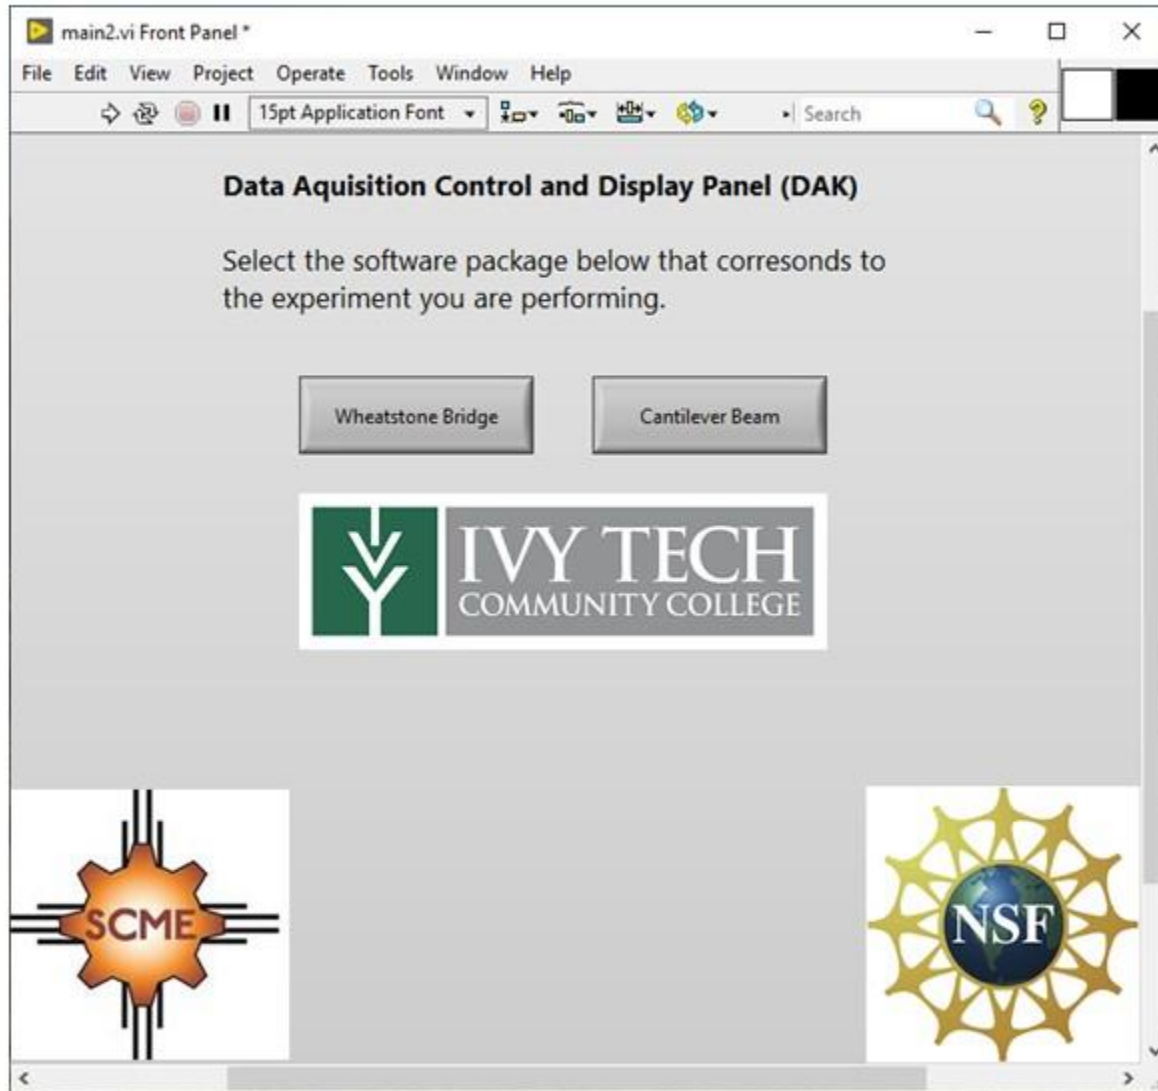 main2.vi Front Panel *
File Edit View Project Operate Tools Window Help
15pt Application Font Search
Data Aquisition Control and Display Panel (DAK)
Select the software package below that corresonds to
the experiment you are performing.
Wheatstone Bridge Cantilever Beam
IVY TECH
COMMUNITY COLLEGE
SCME NSF